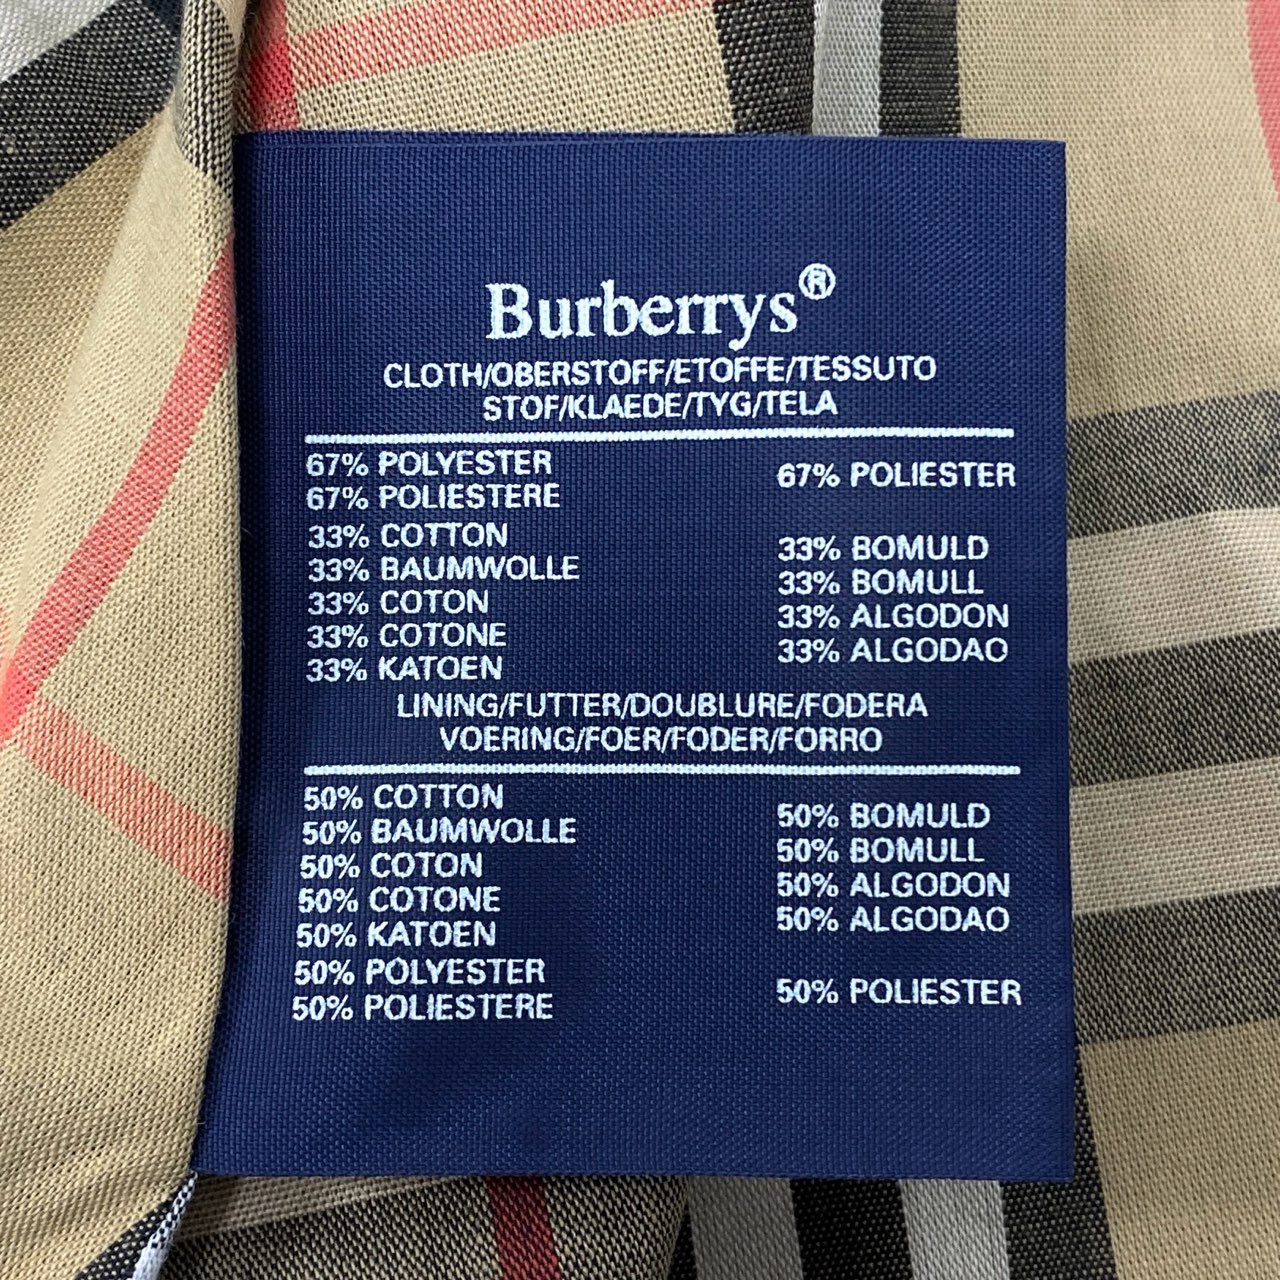 Burberrys®
CLOTH/OBERSTOFF/ETOFFE/TESSUTO
STOF/KLAEDE/TYG/TELA
67% POLYESTER
67% POLIESTERE
33% COTTON
33% BAUMWOLLE
33% COTON
33% COTONE
33% KATOEN
67% POLIESTER
33% BOMULD
33% BOMULL
33% ALGODON
33% ALGODAO
LINING/FUTTER/DOUBLURE/FODERA
VOERING/FOER/FODER/FORRO
50% COTTON
50% BAUMWOLLE
50% COTON
50% COTONE
50% KATOEN
50% POLYESTER
50% POLIESTERE
50% BOMULD
50% BOMULL
50% ALGODON
50% ALGODAO
50% POLIESTER